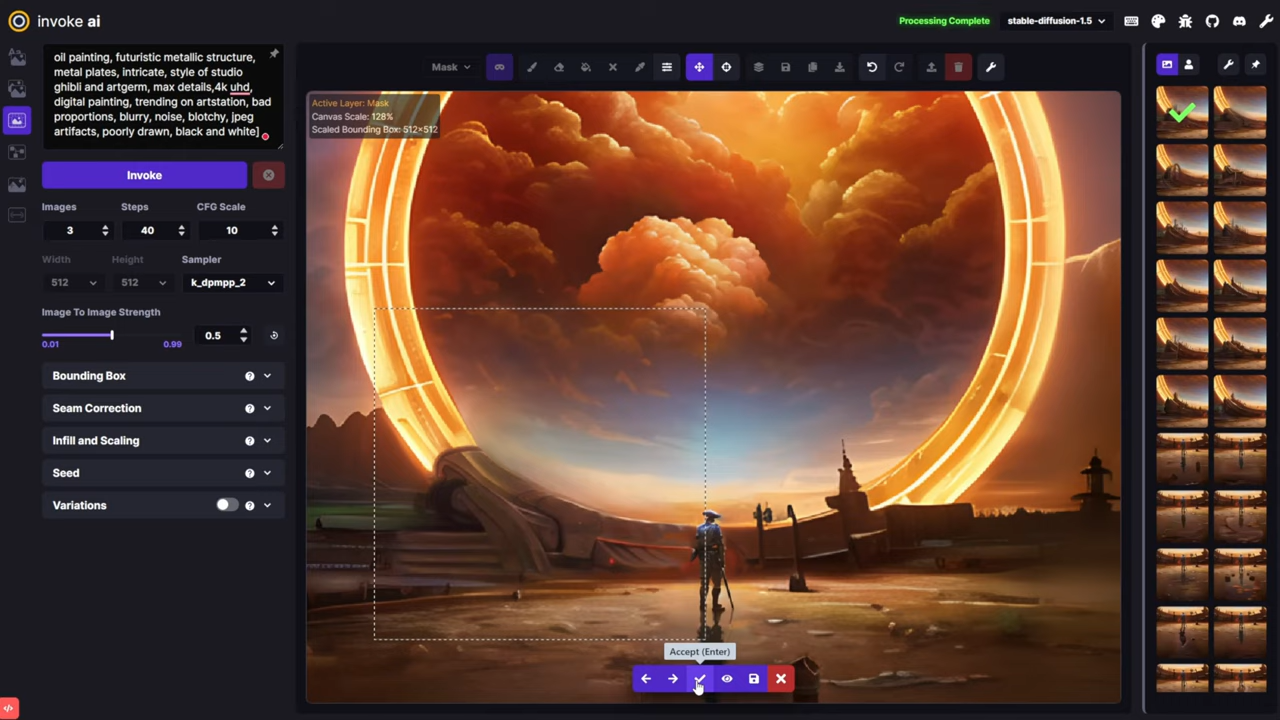 invoke ai
Processing Complete
stable-diffusion-1.5
oil painting, futuristic metallic structure,
metal plates, intricate, style of studio
ghibli and artgerm, max details,4k uhd,
digital painting, trending on artstation, bad
proportions, blurry, noise, blotchy, jpeg
artifacts, poorly drawn, black and white]
Mask
Invoke
Active Layer: Mask
Canvas Scale: 128%
Scaled Bounding Box: 512×512
Images Steps CFG Scale
3 40 10
Width Height Sampler
512 512 k_dpmpp_2
Image To Image Strength
0.5
0.01 0.99
Bounding Box
Seam Correction
Infill and Scaling
Seed
Variations
Accept (Enter)